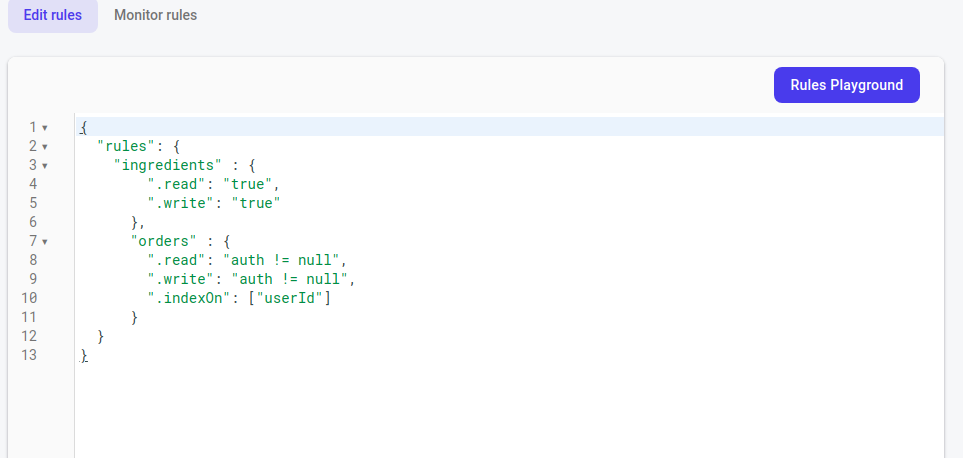 Edit rules Monitor rules
Rules Playground
1 {
2 "rules": {
3 "ingredients" : {
4 ".read": "true",
5 ".write": "true"
6 },
7 "orders" : {
8 ".read": "auth != null",
9 ".write": "auth != null",
10 ".indexOn": ["userId"]
11 }
12 }
13 }